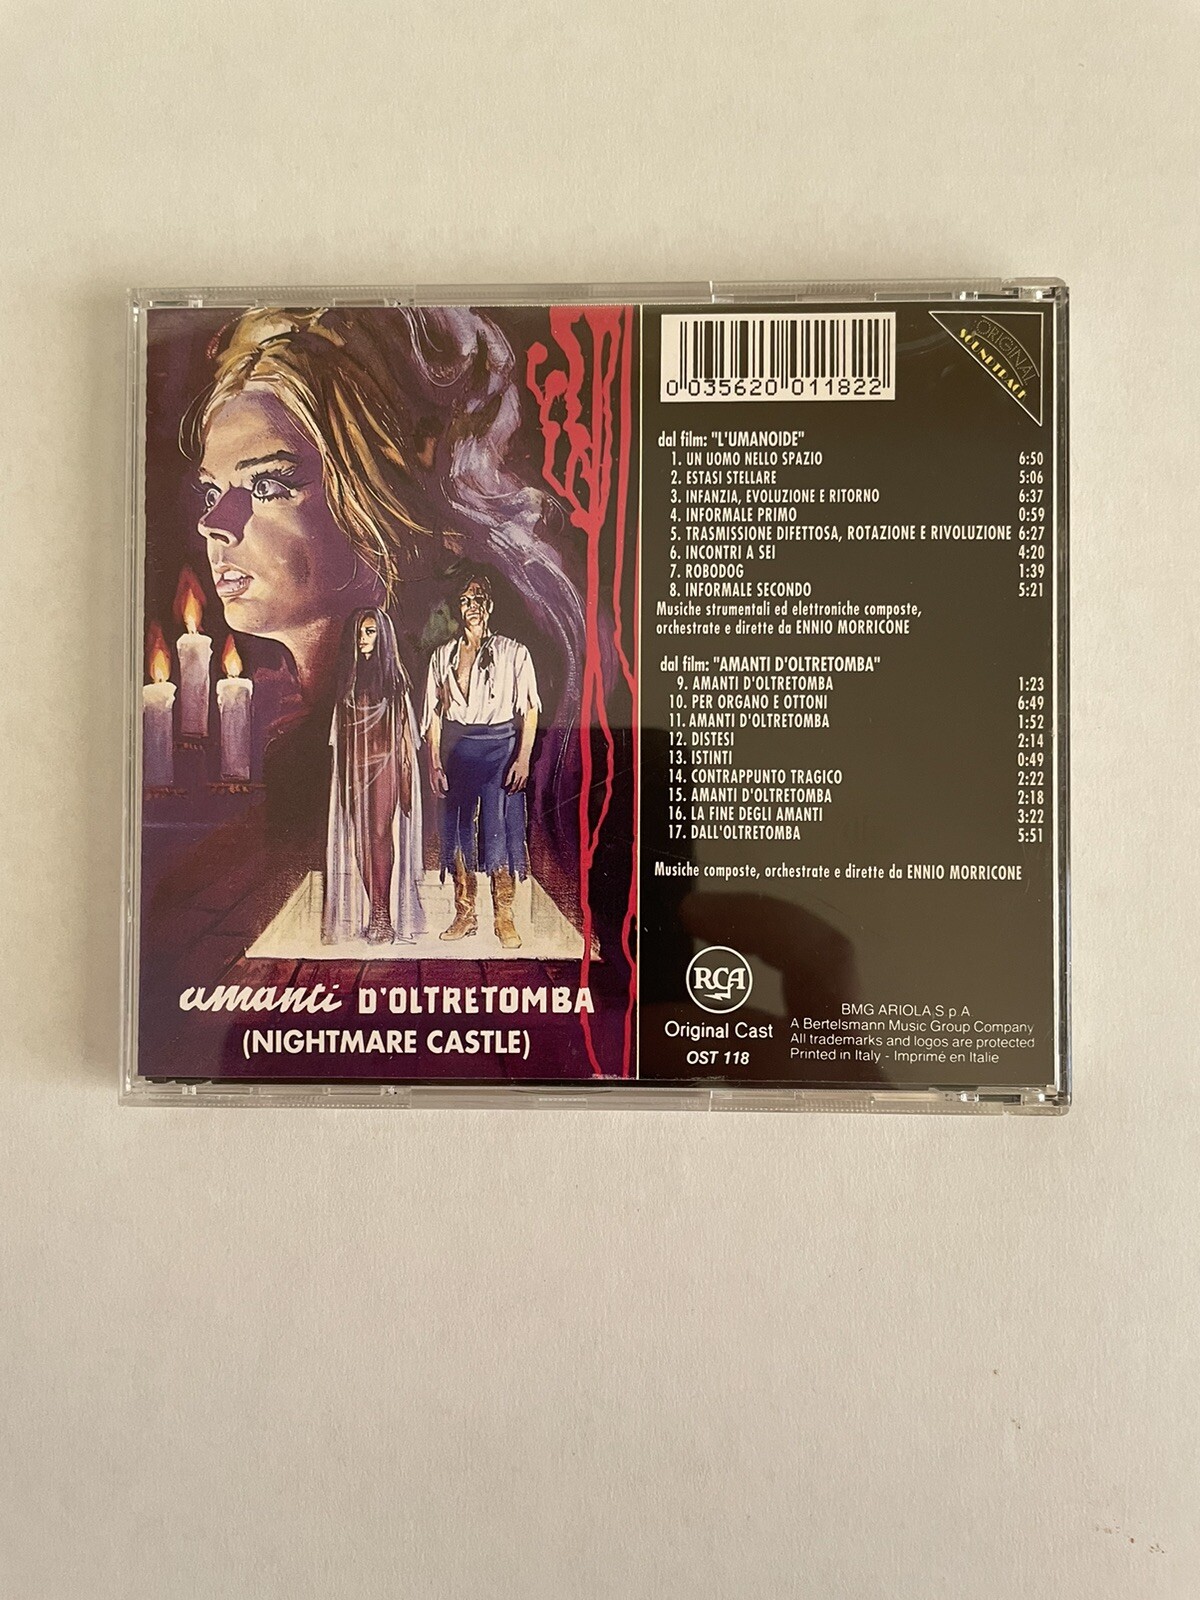 amanti D'OLTRETOMBA
(NIGHTMARE CASTLE)
0 035620 011822
ORIGINAL
SOUNDTRACK
dal film: "L'UMANOIDE"
1. UN UOMO NELLO SPAZIO 6:50
2. ESTASI STELLARE 5:06
3. INFANZIA, EVOLUZIONE E RITORNO 6:37
4. INFORMALE PRIMO 0:59
5. TRASMISSIONE DIFETTOSA, ROTAZIONE E RIVOLUZIONE 6:27
6. INCONTRI A SEI 4:20
7. ROBODOG 1:39
8. INFORMALE SECONDO 5:21
Musiche strumentali ed elettroniche composte,
orchestrate e dirette da ENNIO MORRICONE
dal film: "AMANTI D'OLTRETOMBA"
9. AMANTI D'OLTRETOMBA 1:23
10. PER ORGANO E OTTONI 6:49
11. AMANTI D'OLTRETOMBA 1:52
12. DISTESI 2:14
13. ISTINTI 0:49
14. CONTRAPPUNTO TRAGICO 2:22
15. AMANTI D'OLTRETOMBA 2:18
16. LA FINE DEGLI AMANTI 3:22
17. DALL'OLTRETOMBA 5:51
Musiche composte, orchestrate e dirette da ENNIO MORRICONE
RCA
Original Cast
OST 118
BMG ARIOLA S.p.A.
A Bertelsmann Music Group Company
All trademarks and logos are protected
Printed in Italy - Imprimé en Italie